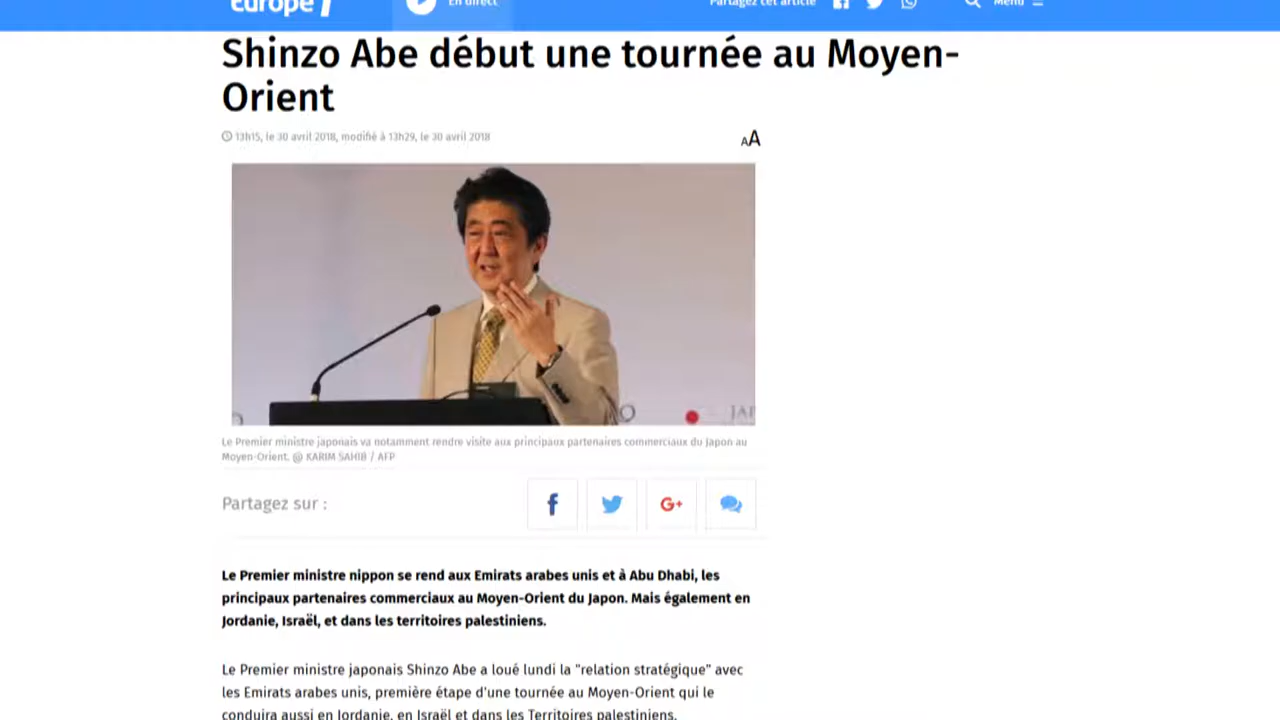 Europe 1
En direct
Partagez cet article
Menu
Shinzo Abe début une tournée au Moyen-
Orient
13h15, le 30 avril 2018, modifié à 13h29, le 30 avril 2018
AA
JAP
Le Premier ministre japonais va notamment rendre visite aux principaux partenaires commerciaux du Japon au
Moyen-Orient. @ KARIM SAHIB / AFP
Partagez sur :
G+
Le Premier ministre nippon se rend aux Emirats arabes unis et à Abu Dhabi, les
principaux partenaires commerciaux au Moyen-Orient du Japon. Mais également en
Jordanie, Israël, et dans les territoires palestiniens.
Le Premier ministre japonais Shinzo Abe a loué lundi la "relation stratégique" avec
les Emirats arabes unis, première étape d'une tournée au Moyen-Orient qui le
conduira aussi en Jordanie, en Israël et dans les Territoires palestiniens.